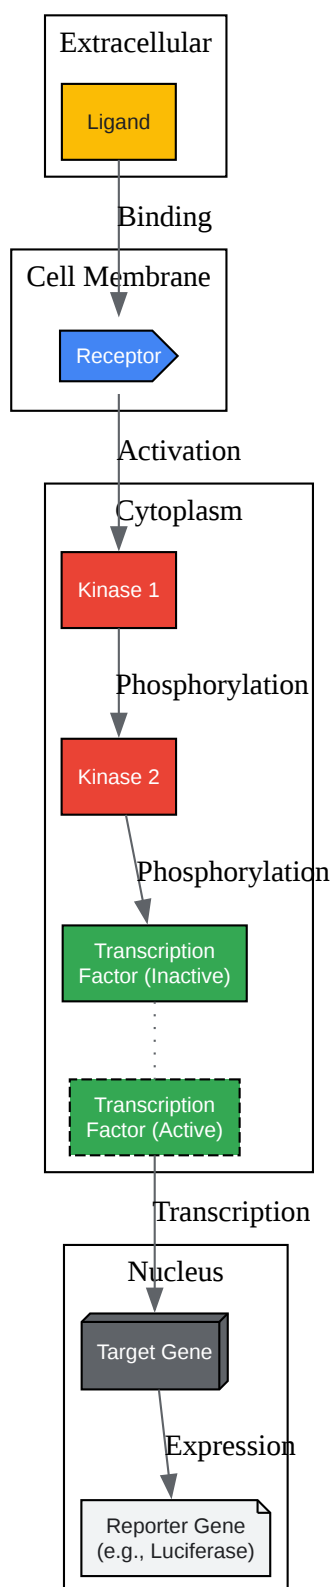 Extracellular
Ligand
Binding
Cell Membrane
Receptor
Activation
Cytoplasm
Kinase 1
Phosphorylation
Kinase 2
Phosphorylation
Transcription
Factor (Inactive)
Transcription
Factor (Active)
Transcription
Nucleus
Target Gene
Expression
Reporter Gene
(e.g., Luciferase)